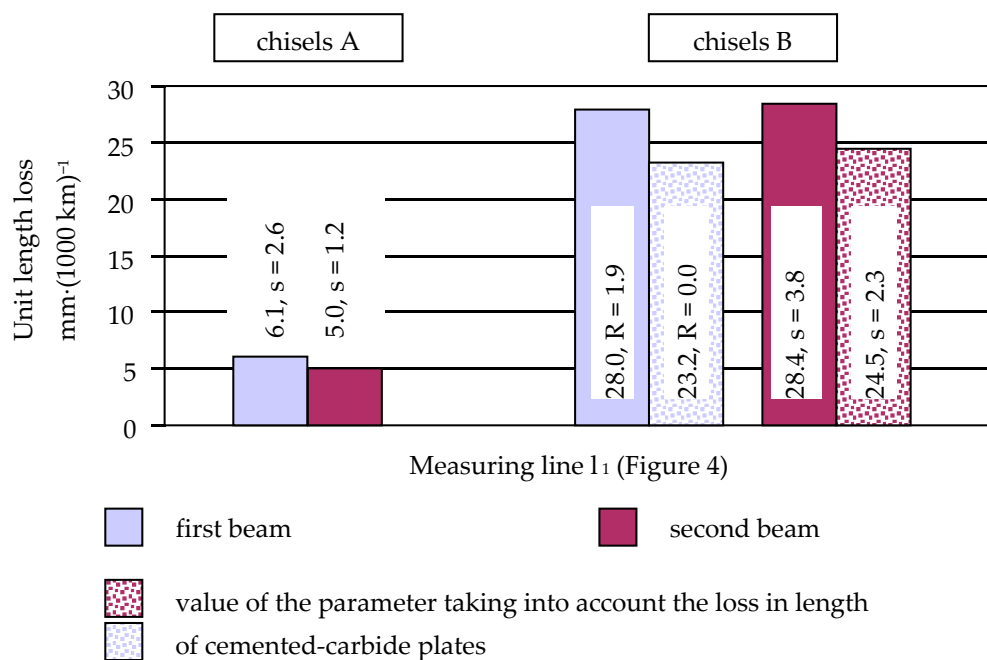 chisels A
chisels B
Unit length loss
mm·(1000 km)⁻¹
30
25
20
15
10
5
0
6.1, s = 2.6
5.0, s = 1.2
28.0, R = 1.9
23.2, R = 0.0
28.4, s = 3.8
24.5, s = 2.3
Measuring line l₁ (Figure 4)
first beam
second beam
value of the parameter taking into account the loss in length
of cemented-carbide plates